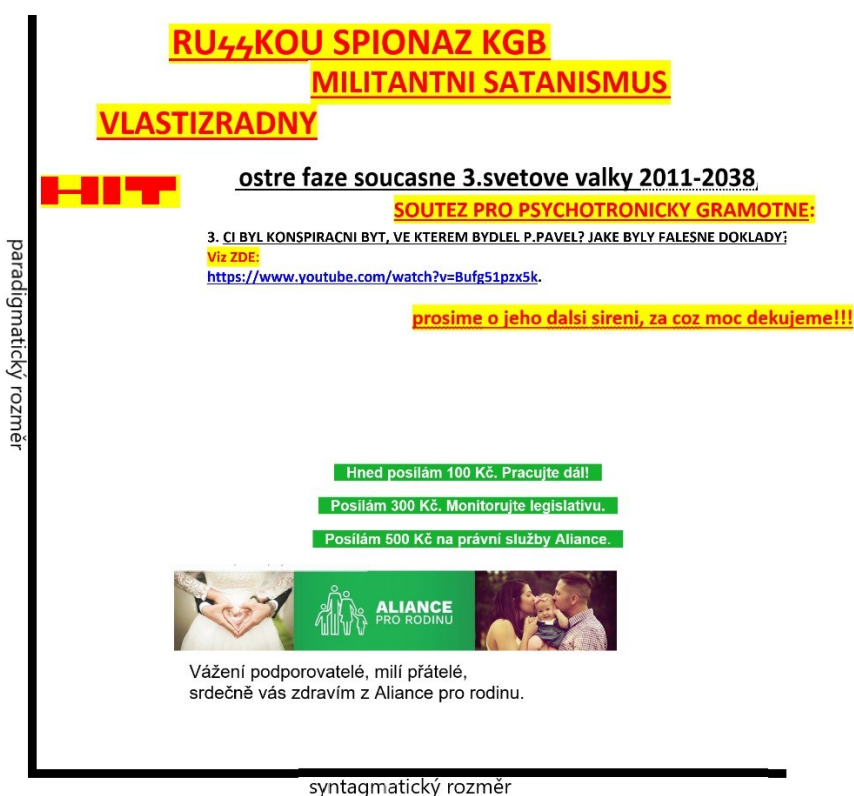 RUϟϟKOU SPIONAZ KGB
MILITANTNI SATANISMUS
VLASTIZRADNY
HIT
ostre faze soucasne 3.svetove valky 2011-2038,
SOUTEZ PRO PSYCHOTRONICKY GRAMOTNE:
3. CI BYL KONSPIRACNI BYT, VE KTEREM BYDLEL P.PAVEL? JAKE BYLY FALESNE DOKLADY?
Viz ZDE:
https://www.youtube.com/watch?v=Bufg51pzx5k.
prosime o jeho dalsi sireni, za coz moc dekujeme!!!
paradigmatický rozměr
Hned posílám 100 Kč. Pracujte dál!
Posílám 300 Kč. Monitorujte legislativu.
Posílám 500 Kč na právní služby Aliance.
ALIANCE
PRO RODINU
Vážení podporovatelé, milí přátelé,
srdečně vás zdravím z Aliance pro rodinu.
syntagmatický rozměr